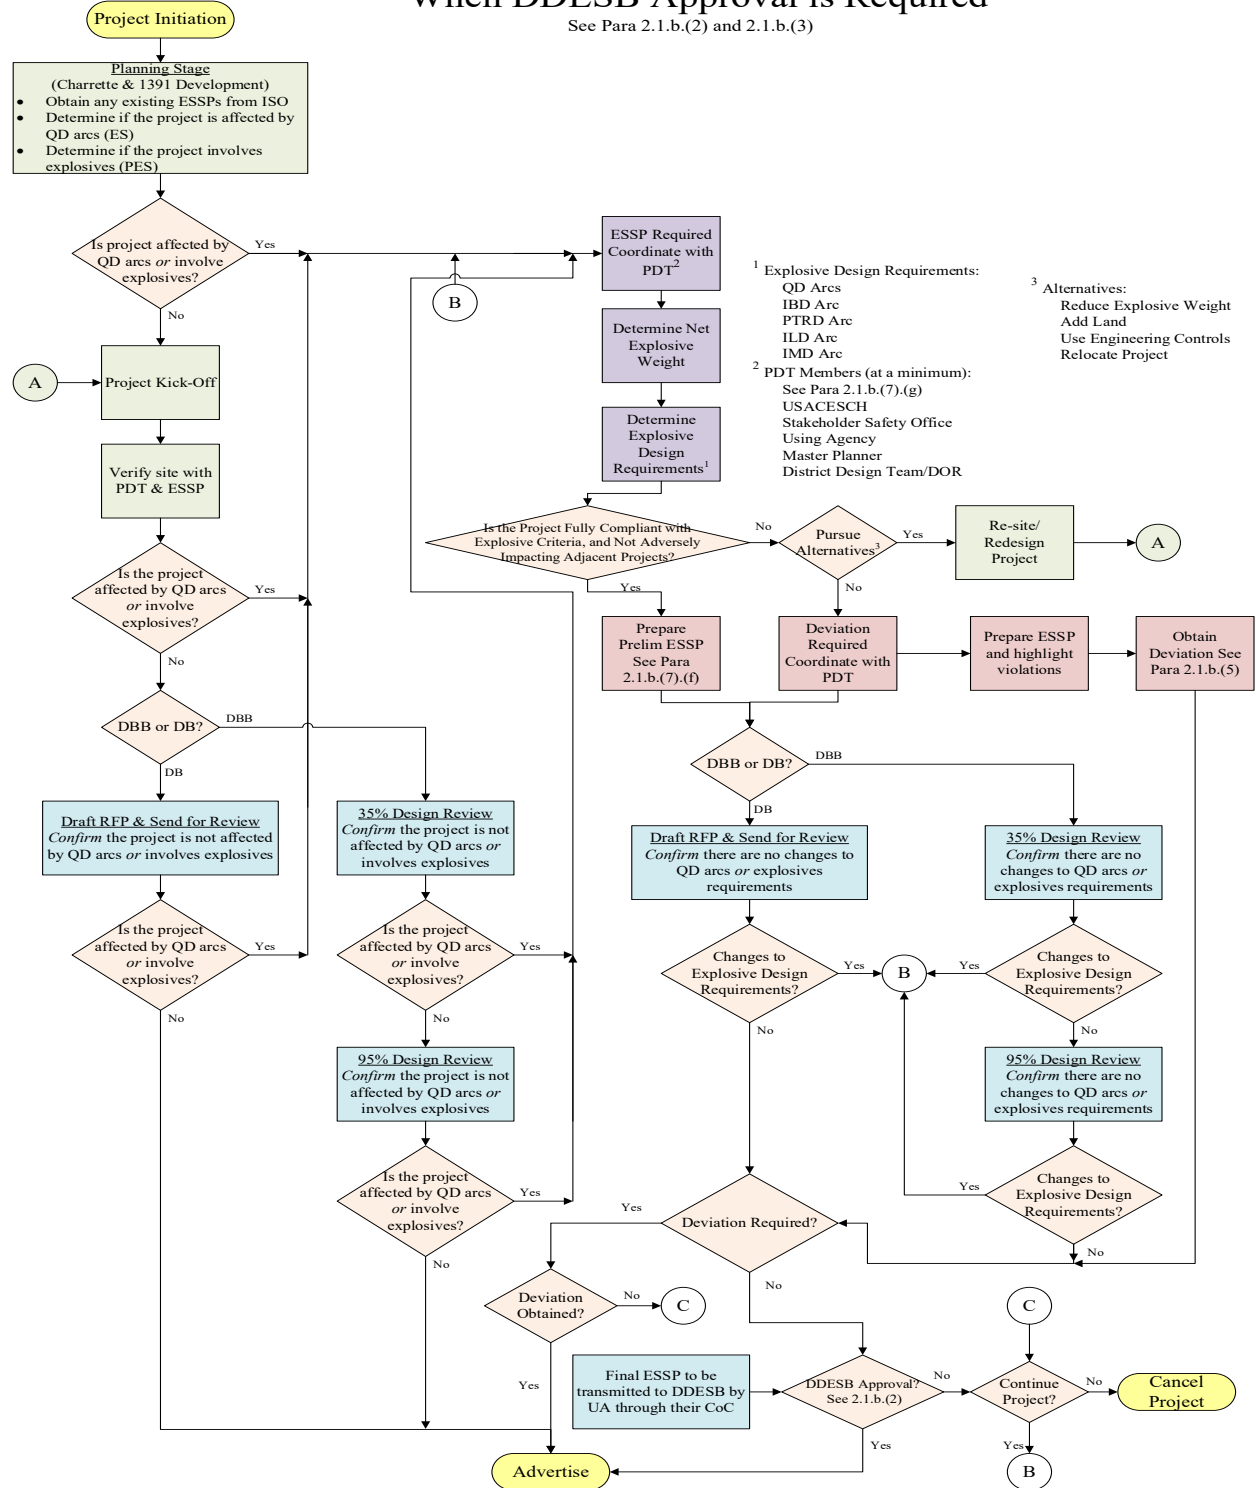 When DDESB Approval is Required
See Para 2.1.b.(2) and 2.1.b.(3)
Project Initiation
Planning Stage
(Charrette & 1391 Development)
• Obtain any existing ESSPs from ISO
• Determine if the project is affected by
QD arcs (ES)
• Determine if the project involves
explosives (PES)
Is project affected by
QD arcs or involve
explosives?
Yes
No
A
Project Kick-Off
Verify site with
PDT & ESSP
Is the project
affected by QD arcs
or involve
explosives?
Yes
No
DBB or DB?
DBB
DB
Draft RFP & Send for Review
Confirm the project is not affected
by QD arcs or involves explosives
Is the project
affected by QD arcs
or involve
explosives?
Yes
No
35% Design Review
Confirm the project is not
affected by QD arcs or
involves explosives
Is the project
affected by QD arcs
or involve
explosives?
Yes
No
95% Design Review
Confirm the project is not
affected by QD arcs or
involves explosives
Is the project
affected by QD arcs
or involve
explosives?
Yes
No
B
ESSP Required
Coordinate with
PDT2
Determine Net
Explosive
Weight
Determine
Explosive
Design
Requirements1
1 Explosive Design Requirements:
QD Arcs
IBD Arc
PTRD Arc
ILD Arc
IMD Arc
2 PDT Members (at a minimum):
See Para 2.1.b.(7).(g)
USACESCH
Stakeholder Safety Office
Using Agency
Master Planner
District Design Team/DOR
3 Alternatives:
Reduce Explosive Weight
Add Land
Use Engineering Controls
Relocate Project
Is the Project Fully Compliant with
Explosive Criteria, and Not Adversely
Impacting Adjacent Projects?
No
Yes
Pursue
Alternatives3
Yes
No
Re-site/
Redesign
Project
A
Prepare
Prelim ESSP
See Para
2.1.b.(7).(f)
Deviation
Required
Coordinate with
PDT
Prepare ESSP
and highlight
violations
Obtain
Deviation See
Para 2.1.b.(5)
DBB or DB?
DBB
DB
Draft RFP & Send for Review
Confirm there are no changes to
QD arcs or explosives
requirements
35% Design Review
Confirm there are no
changes to QD arcs or
explosives requirements
Changes to
Explosive Design
Requirements?
Yes
No
B
Changes to
Explosive Design
Requirements?
Yes
No
95% Design Review
Confirm there are no
changes to QD arcs or
explosives requirements
Changes to
Explosive Design
Requirements?
Yes
No
Deviation Required?
Yes
No
Deviation
Obtained?
No
Yes
C
Final ESSP to be
transmitted to DDESB by
UA through their CoC
DDESB Approval?
See 2.1.b.(2)
No
Yes
C
Continue
Project?
No
Yes
Cancel
Project
B
Advertise